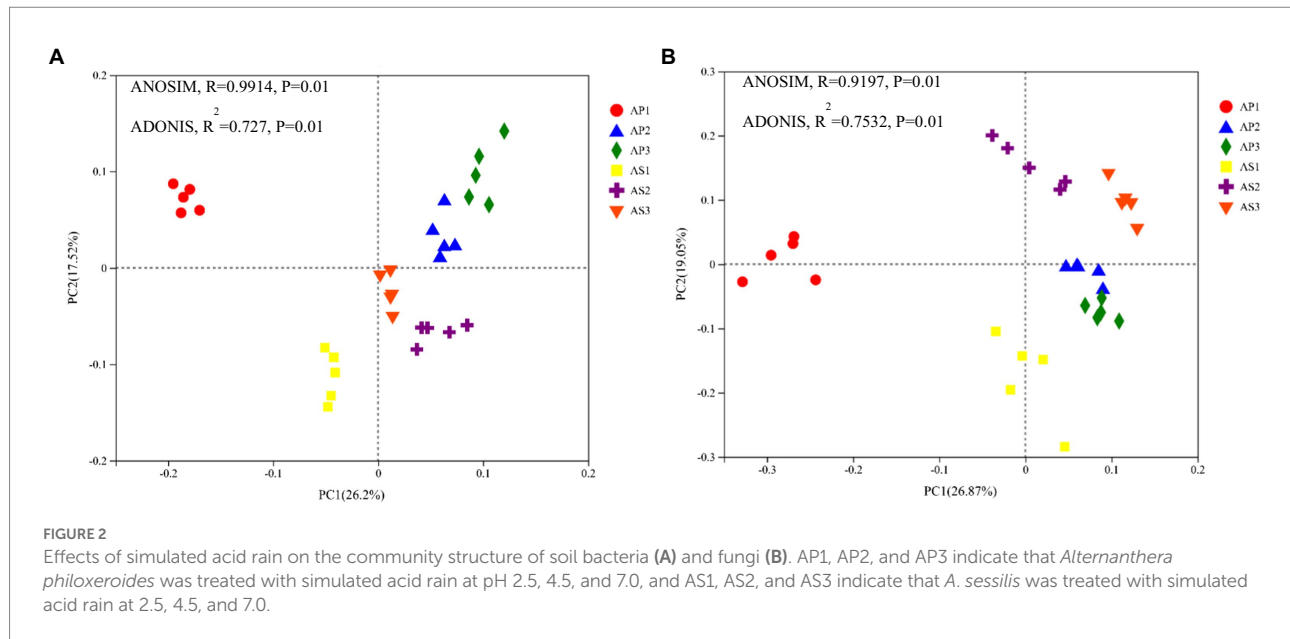 A
ANOSIM, R=0.9914, P=0.01
ADONIS, R²=0.727, P=0.01
0.2
0.1
0
-0.1
-0.2
PC2(17.52%)
-0.2
-0.1
0
0.1
0.2
PC1(26.2%)
AP1
AP2
AP3
AS1
AS2
AS3
B
ANOSIM, R=0.9197, P=0.01
ADONIS, R²=0.7532, P=0.01
0.3
0.2
0.1
0
-0.1
-0.2
-0.3
PC2(19.05%)
-0.3
-0.2
-0.1
0
0.1
0.2
PC1(26.87%)
AP1
AP2
AP3
AS1
AS2
AS3
FIGURE 2
Effects of simulated acid rain on the community structure of soil bacteria (A) and fungi (B). AP1, AP2, and AP3 indicate that Alternanthera
philoxeroides was treated with simulated acid rain at pH 2.5, 4.5, and 7.0, and AS1, AS2, and AS3 indicate that A. sessilis was treated with simulated
acid rain at 2.5, 4.5, and 7.0.